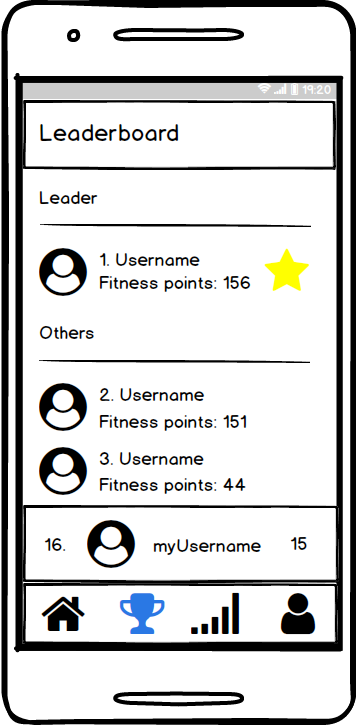 19:20
Leaderboard
Leader
1. Username
Fitness points: 156
Others
2. Username
Fitness points: 151
3. Username
Fitness points: 44
16. myUsername 15